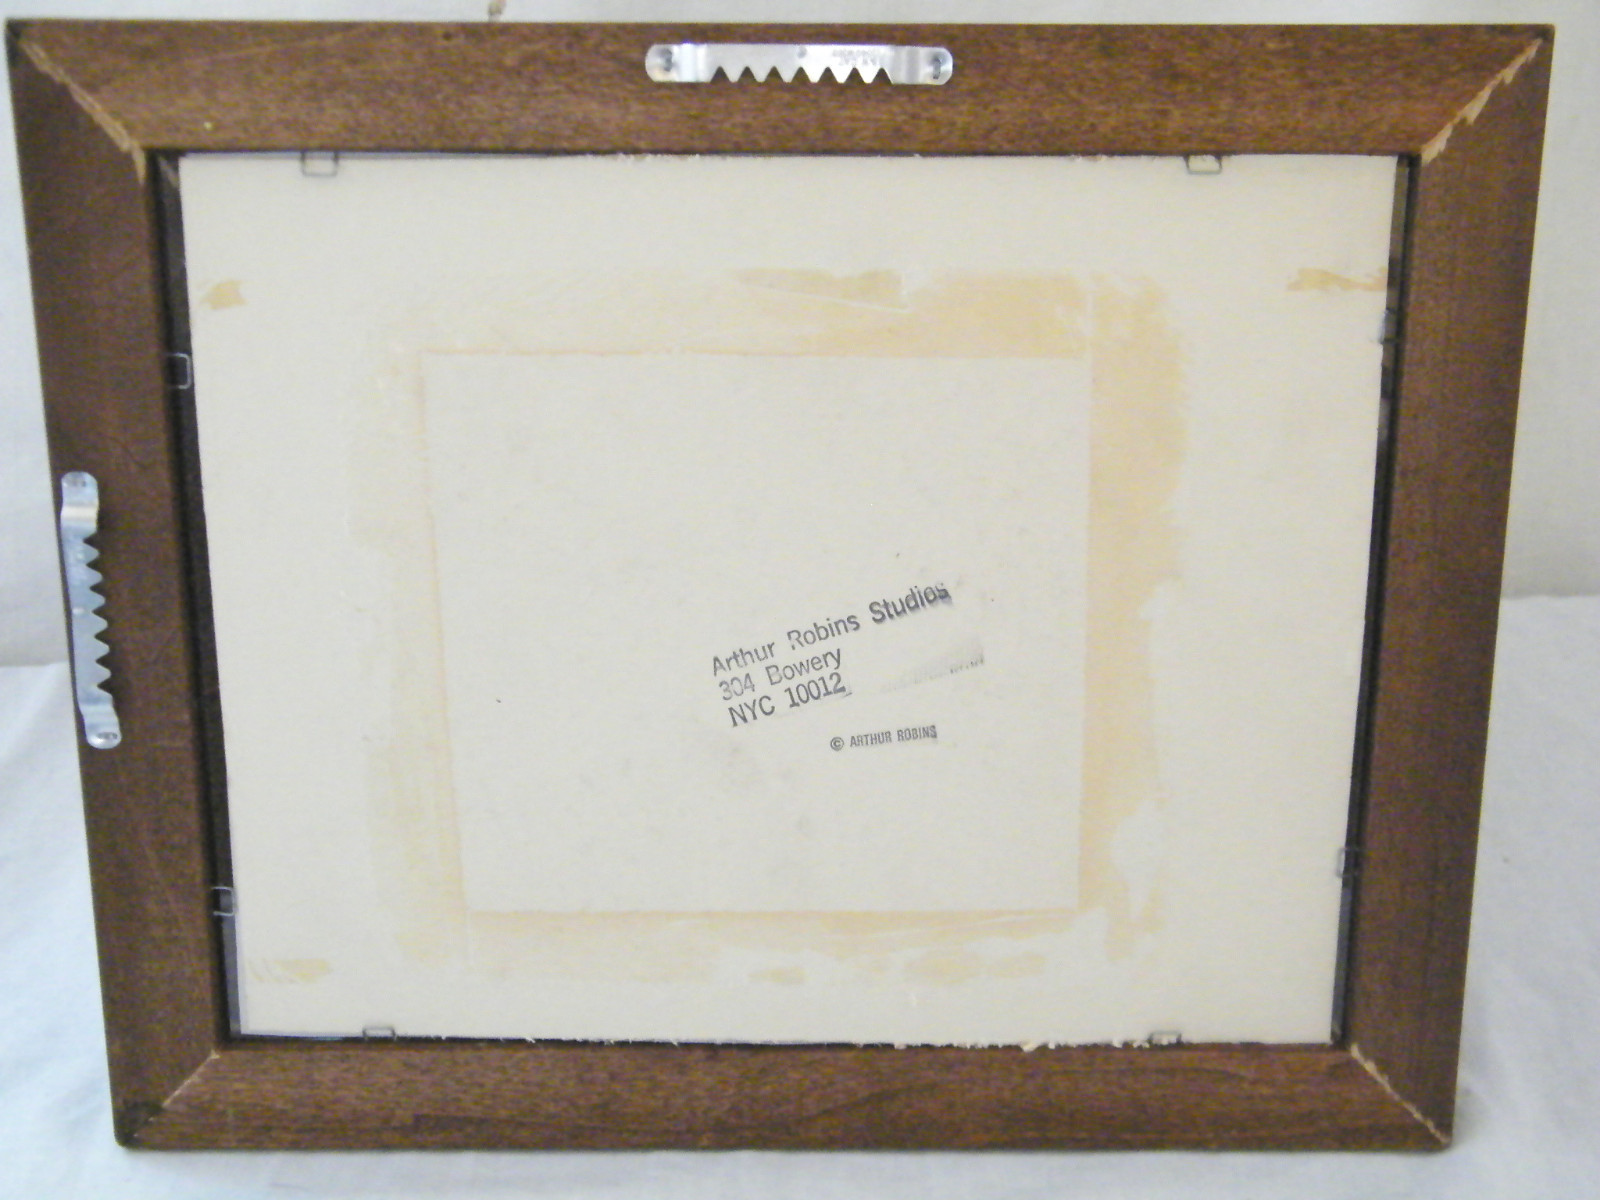 Arthur Robins Studios
304 Bowery
NYC 10012
© ARTHUR ROBINS